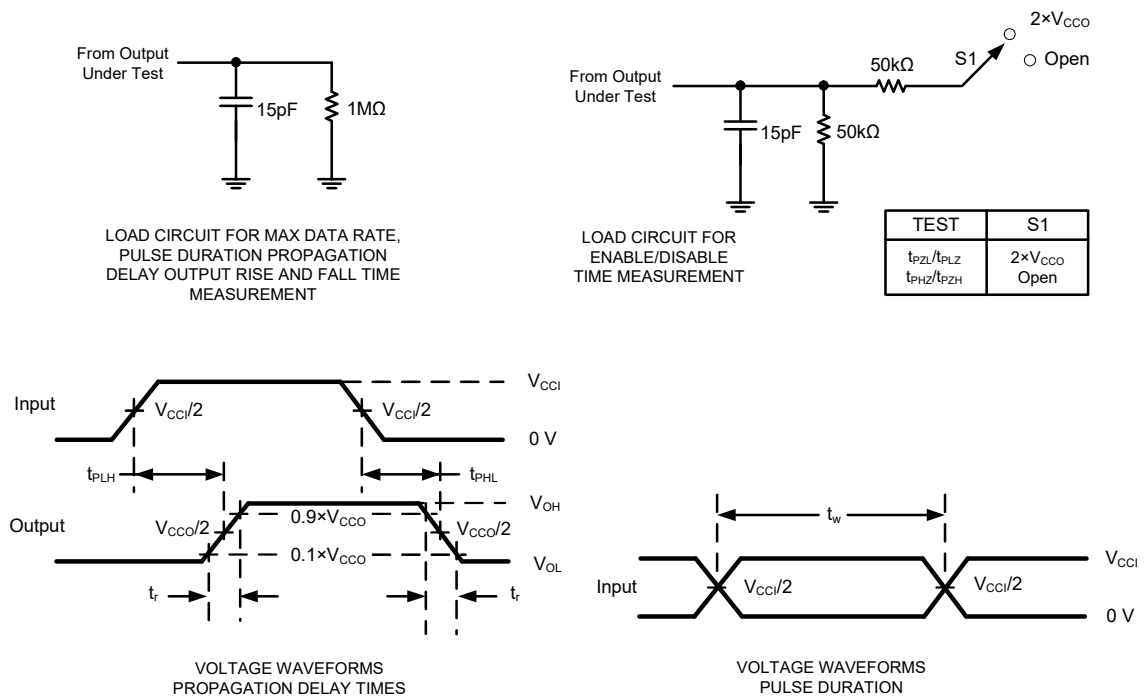 From Output
Under Test
15pF
1MΩ
LOAD CIRCUIT FOR MAX DATA RATE,
PULSE DURATION PROPAGATION
DELAY OUTPUT RISE AND FALL TIME
MEASUREMENT
2×VCCO
S1
Open
50kΩ
From Output
Under Test
15pF
50kΩ
LOAD CIRCUIT FOR
ENABLE/DISABLE
TIME MEASUREMENT
TEST S1
tPZL/tPLZ 2×VCCO
tPHZ/tPZH Open
Input
VCCI/2
VCCI/2
VCCI
0 V
tPLH
tPHL
Output
VCCO/2
0.9×VCCO
VCCO/2
VOH
0.1×VCCO
VOL
tr
tr
VOLTAGE WAVEFORMS
PROPAGATION DELAY TIMES
tw
Input
VCCI/2
VCCI/2
VCCI
0 V
VOLTAGE WAVEFORMS
PULSE DURATION